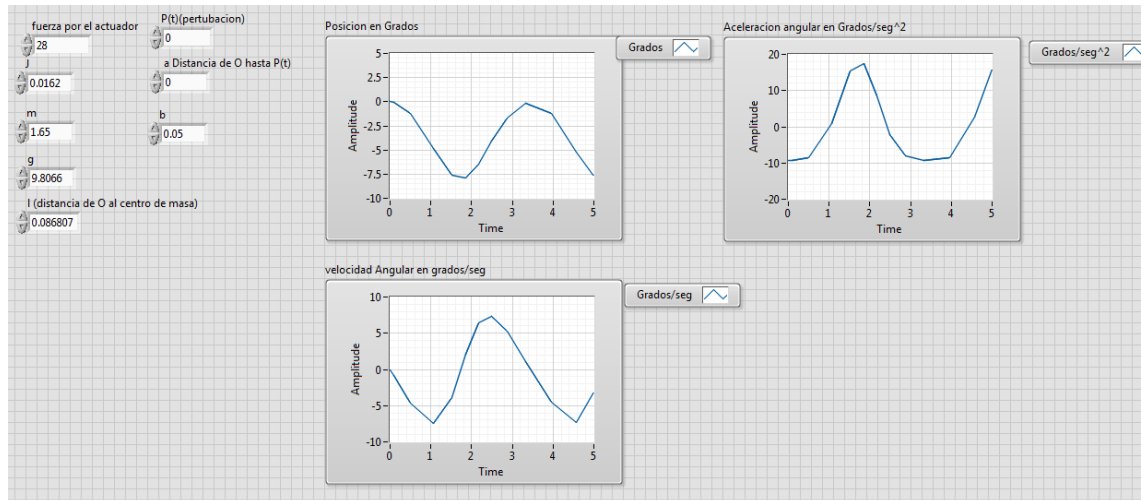 fuerza por el actuador
28
P(t)(pertubacion)
0
J
0.0162
a Distancia de O hasta P(t)
0
m
1.65
b
0.05
g
9.8066
l (distancia de O al centro de masa)
0.086807
Posicion en Grados
Grados
Amplitude
5
2.5
0
-2.5
-5
-7.5
-10
0 1 2 3 4 5
Time
Aceleracion angular en Grados/seg^2
Grados/seg^2
Amplitude
20
10
0
-10
-20
0 1 2 3 4 5
Time
velocidad Angular en grados/seg
Grados/seg
Amplitude
10
5
0
-5
-10
0 1 2 3 4 5
Time